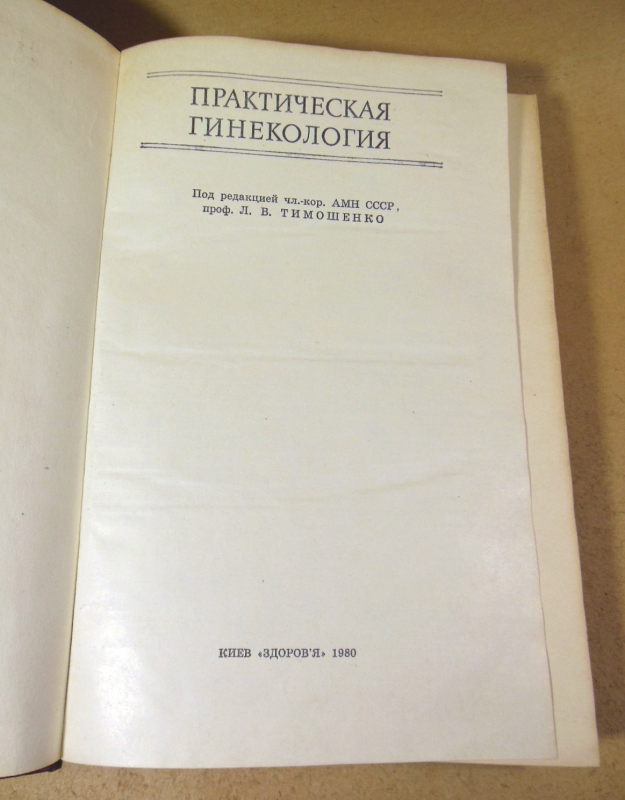 ПРАКТИЧЕСКАЯ
ГИНЕКОЛОГИЯ
Под редакцией чл.-кор. АМН СССР,
проф. Л. В. ТИМОШЕНКО
КИЕВ «ЗДОРОВ'Я» 1980